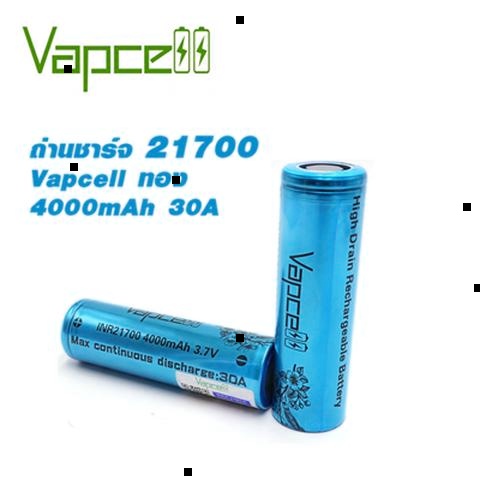 Vapcell
ถ่านชาร์จ 21700
Vapcell ทอง
4000mAh 30A
Vapcell
High Drain Rechargeable Battery
INR21700 4000mAh 3.7V
Max continuous discharge:30A
Vapcell